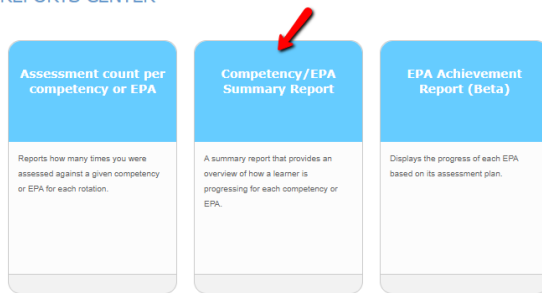 REPORTS CENTER
Assessment count per
competency or EPA
Reports how many times you were
assessed against a given competency
or EPA for each rotation.
Competency/EPA
Summary Report
A summary report that provides an
overview of how a learner is
progressing for each competency or
EPA.
EPA Achievement
Report (Beta)
Displays the progress of each EPA
based on its assessment plan.